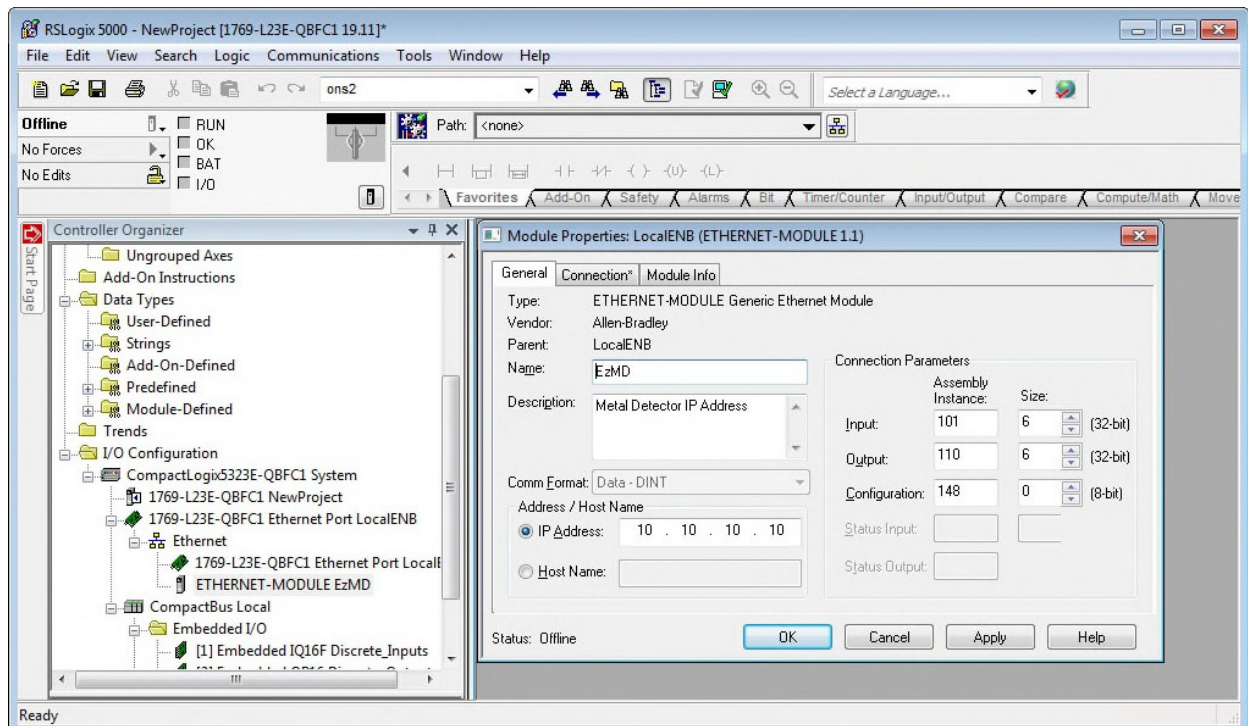 RSLogix 5000 - NewProject [1769-L23E-QBFC1 19.11]*
File Edit View Search Logic Communications Tools Window Help
ons2
Select a Language...
Offline
RUN
No Forces
OK
No Edits
BAT
I/O
Path: <none>
Favorites Add-On Safety Alarms Bit Timer/Counter Input/Output Compare Compute/Math Move
Start Page
Controller Organizer
Ungrouped Axes
Add-On Instructions
Data Types
User-Defined
Strings
Add-On-Defined
Predefined
Module-Defined
Trends
I/O Configuration
CompactLogix5323E-QBFC1 System
1769-L23E-QBFC1 NewProject
1769-L23E-QBFC1 Ethernet Port LocalENB
Ethernet
1769-L23E-QBFC1 Ethernet Port LocalE
ETHERNET-MODULE EzMD
CompactBus Local
Embedded I/O
[1] Embedded IQ16F Discrete_Inputs
Module Properties: LocalENB (ETHERNET-MODULE 1.1)
General Connection* Module Info
Type: ETHERNET-MODULE Generic Ethernet Module
Vendor: Allen-Bradley
Parent: LocalENB
Name: EzMD
Description: Metal Detector IP Address
Comm Format: Data - DINT
Address / Host Name
IP Address: 10 . 10 . 10 . 10
Host Name:
Connection Parameters
Assembly Instance: Size:
Input: 101 6 (32-bit)
Output: 110 6 (32-bit)
Configuration: 148 0 (8-bit)
Status Input:
Status Output:
Status: Offline
OK Cancel Apply Help
Ready